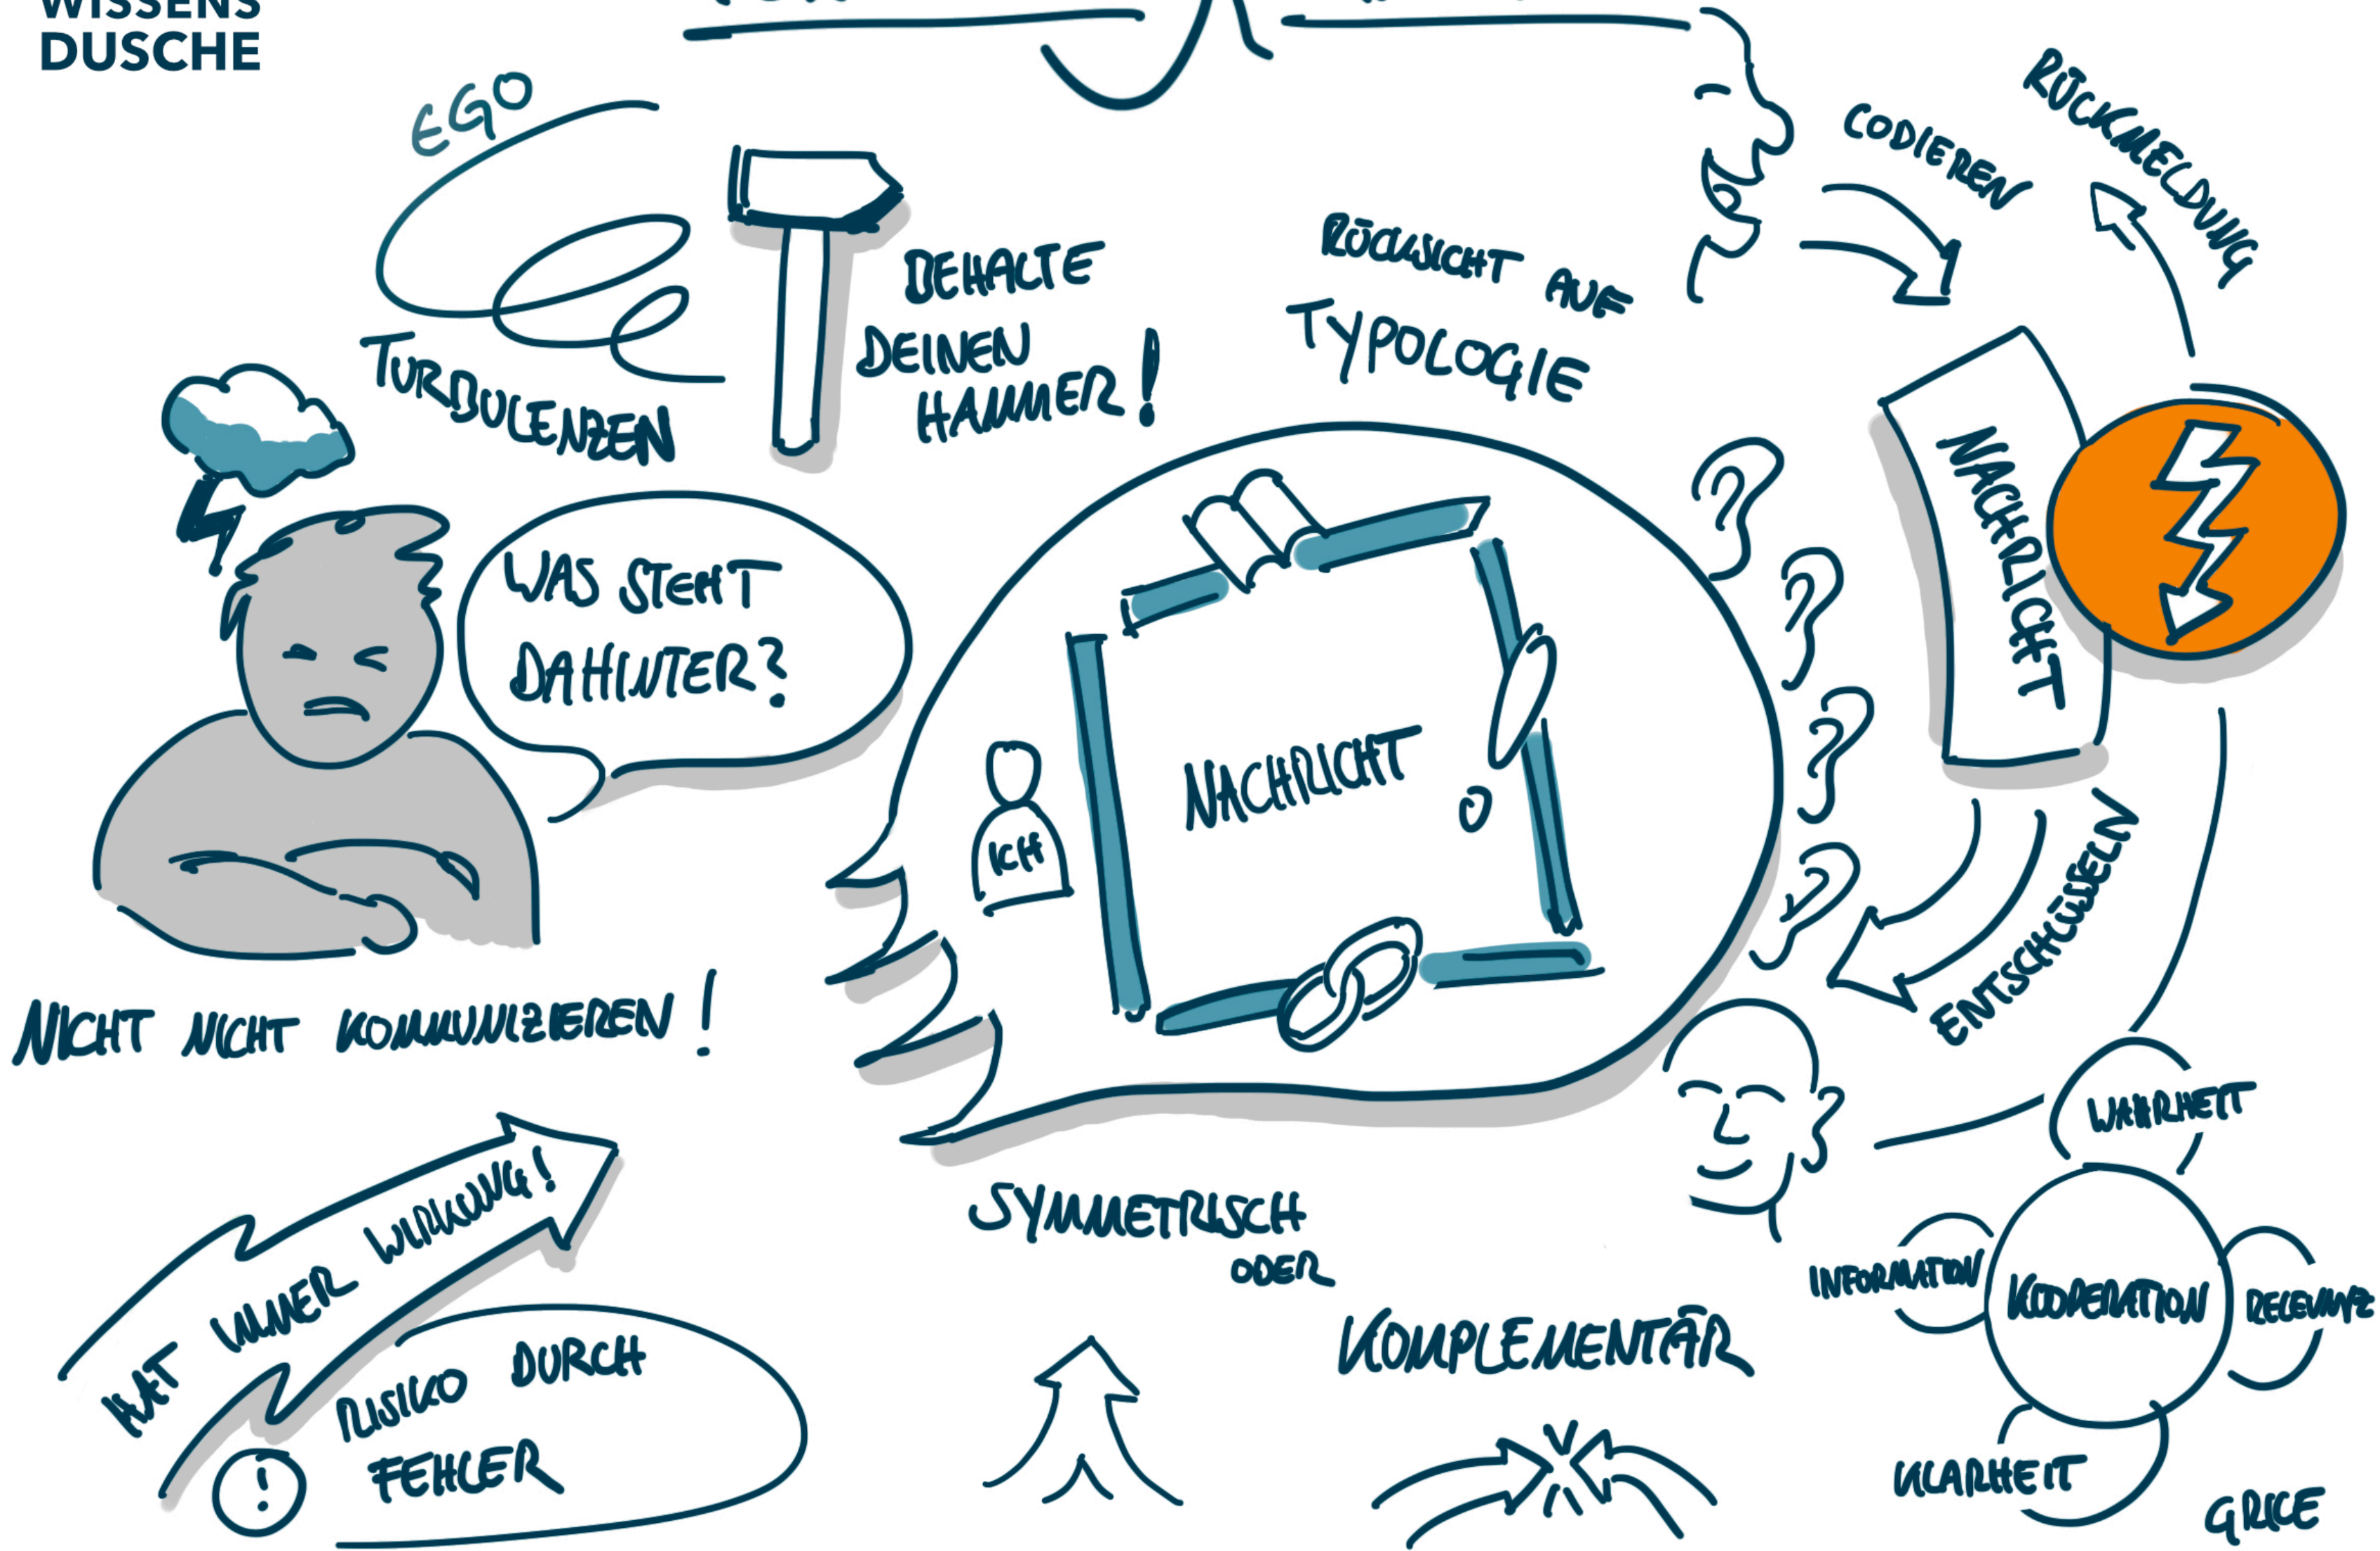 WISSENS
DUSCHE
EGO
TURBULENZEN
BEHALTE
DEINEN
HAMMER!
RÜCKSICHT AUF
TYPOLOGIE
CODIEREN
RÜCKMELDUNG
NACHRICHT
ENTSCHLÜSSELN
WAS STEHT
DAHINTER?
NACHRICHT
ICH
NICHT NICHT KOMMUNIZIEREN!
HAT IMMER WIRKUNG!
! RISIKO DURCH
FEHLER
SYMMETRISCH
ODER
KOMPLEMENTÄR
WAHRHEIT
INFORMATION
KOOPERATION
RELEVANZ
KLARHEIT
GRICE